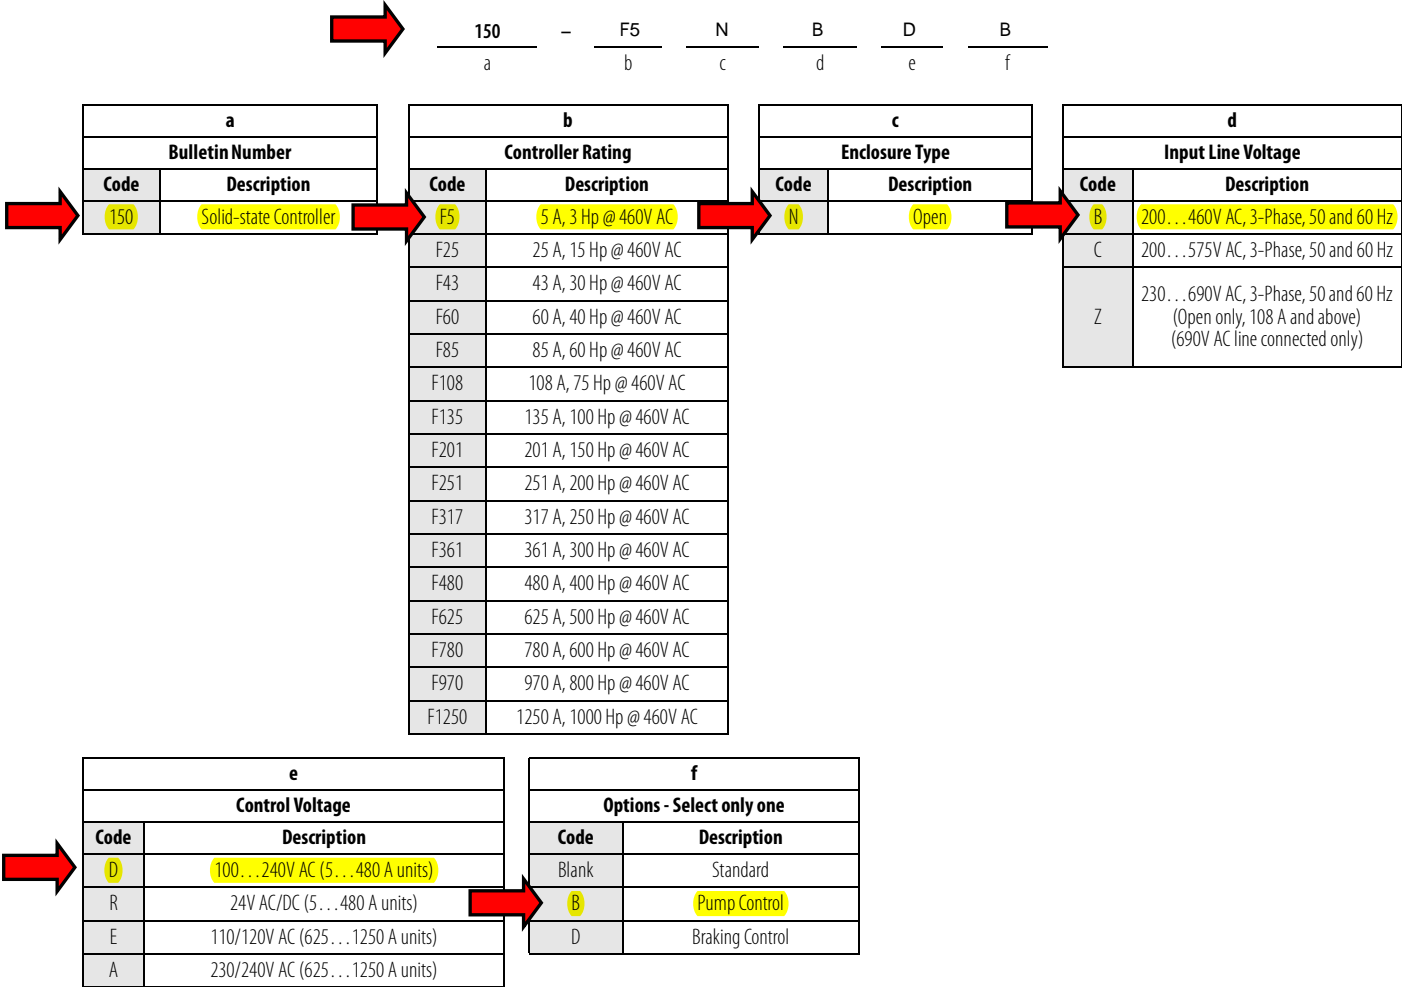 150 – F5 N B D B
a b c d e f
a
Bulletin Number
Code Description
150 Solid-state Controller
b
Controller Rating
Code Description
F5 5 A, 3 Hp @ 460V AC
F25 25 A, 15 Hp @ 460V AC
F43 43 A, 30 Hp @ 460V AC
F60 60 A, 40 Hp @ 460V AC
F85 85 A, 60 Hp @ 460V AC
F108 108 A, 75 Hp @ 460V AC
F135 135 A, 100 Hp @ 460V AC
F201 201 A, 150 Hp @ 460V AC
F251 251 A, 200 Hp @ 460V AC
F317 317 A, 250 Hp @ 460V AC
F361 361 A, 300 Hp @ 460V AC
F480 480 A, 400 Hp @ 460V AC
F625 625 A, 500 Hp @ 460V AC
F780 780 A, 600 Hp @ 460V AC
F970 970 A, 800 Hp @ 460V AC
F1250 1250 A, 1000 Hp @ 460V AC
c
Enclosure Type
Code Description
N Open
d
Input Line Voltage
Code Description
B 200…460V AC, 3-Phase, 50 and 60 Hz
C 200…575V AC, 3-Phase, 50 and 60 Hz
Z 230…690V AC, 3-Phase, 50 and 60 Hz
(Open only, 108 A and above)
(690V AC line connected only)
e
Control Voltage
Code Description
D 100…240V AC (5…480 A units)
R 24V AC/DC (5…480 A units)
E 110/120V AC (625…1250 A units)
A 230/240V AC (625…1250 A units)
f
Options - Select only one
Code Description
Blank Standard
B Pump Control
D Braking Control